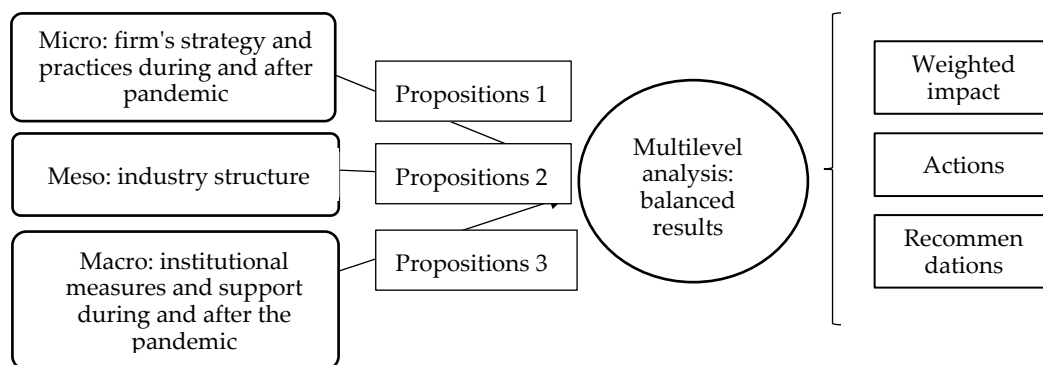 Micro: firm's strategy and
practices during and after
pandemic
Propositions 1
Meso: industry structure
Propositions 2
Macro: institutional
measures and support
during and after the
pandemic
Propositions 3
Multilevel
analysis:
balanced
results
Weighted
impact
Actions
Recommen
dations